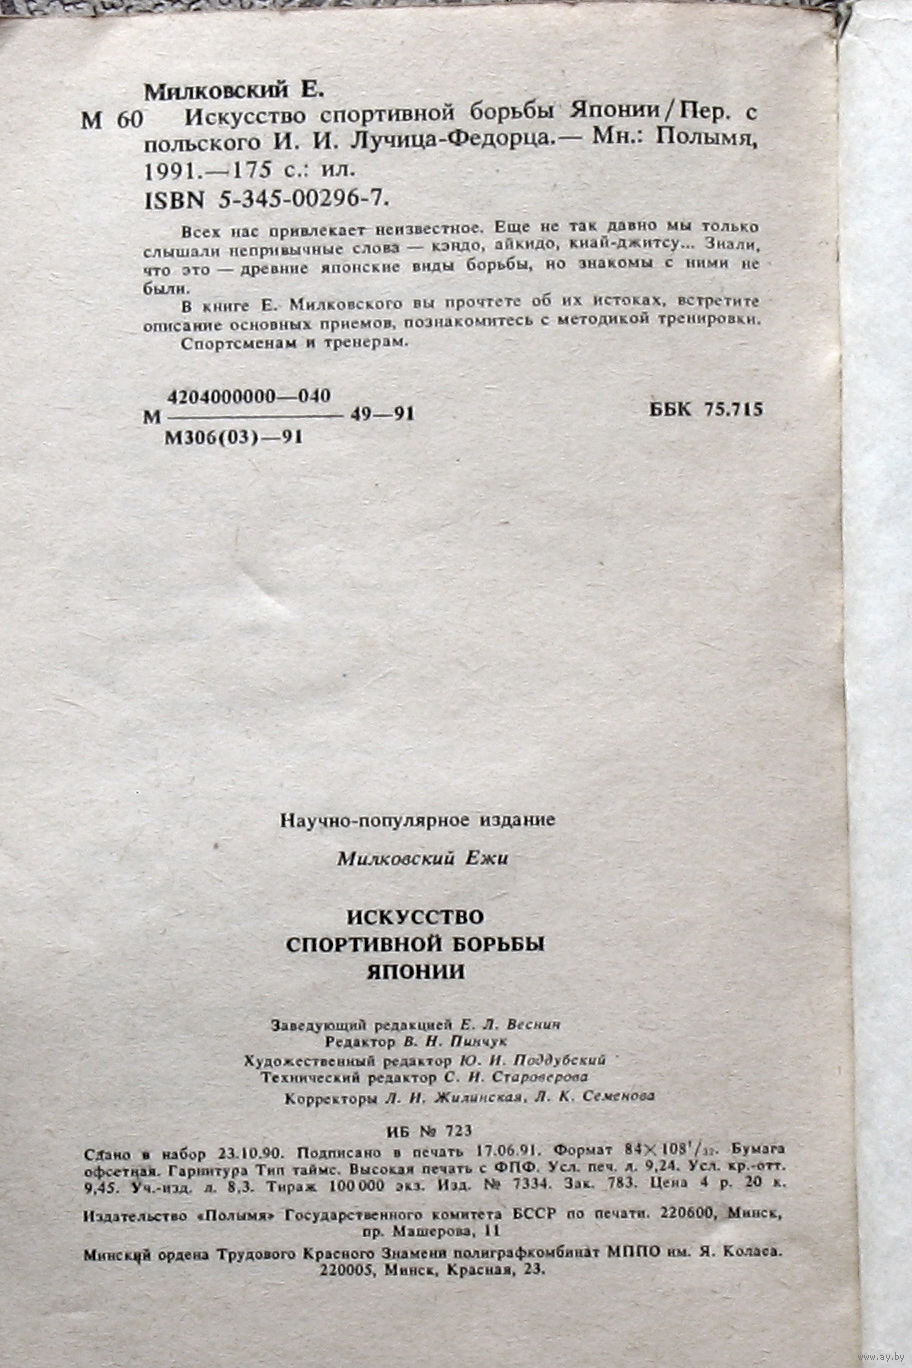 Милковский Е.
М 60 Искусство спортивной борьбы Японии/Пер. с
польского И. И. Лучица-Федорца.— Мн.: Полымя,
1991.—175 с.: ил.
ISBN 5-345-00296-7.
Всех нас привлекает неизвестное. Еще не так давно мы только
слышали непривычные слова — кэндо, айкидо, киай-джитсу... Знали,
что это — древние японские виды борьбы, но знакомы с ними не
были.
В книге Е. Милковского вы прочтете об их истоках, встретите
описание основных приемов, познакомитесь с методикой тренировки.
Спортсменам и тренерам.
4204000000—040
М ———— 49—91
М306(03)—91
ББК 75.715
Научно-популярное издание
Милковский Ежи
ИСКУССТВО
СПОРТИВНОЙ БОРЬБЫ
ЯПОНИИ
Заведующий редакцией Е. Л. Веснин
Редактор В. Н. Пинчук
Художественный редактор Ю. И. Поддубский
Технический редактор С. И. Староверова
Корректоры Л. И. Жилинская, Л. К. Семенова
ИБ № 723
Сдано в набор 23.10.90. Подписано в печать 17.06.91. Формат 84×108¹/₃₂. Бумага
офсетная. Гарнитура Тип таймс. Высокая печать с ФПФ. Усл. печ. л. 9,24. Усл. кр.-отт.
9,45. Уч.-изд. л. 8,3. Тираж 100 000 экз. Изд. № 7334. Зак. 783. Цена 4 р. 20 к.
Издательство «Полымя» Государственного комитета БССР по печати. 220600, Минск,
пр. Машерова, 11
Минский ордена Трудового Красного Знамени полиграфкомбинат МППО им. Я. Коласа.
220005, Минск, Красная, 23.
www.ay.by